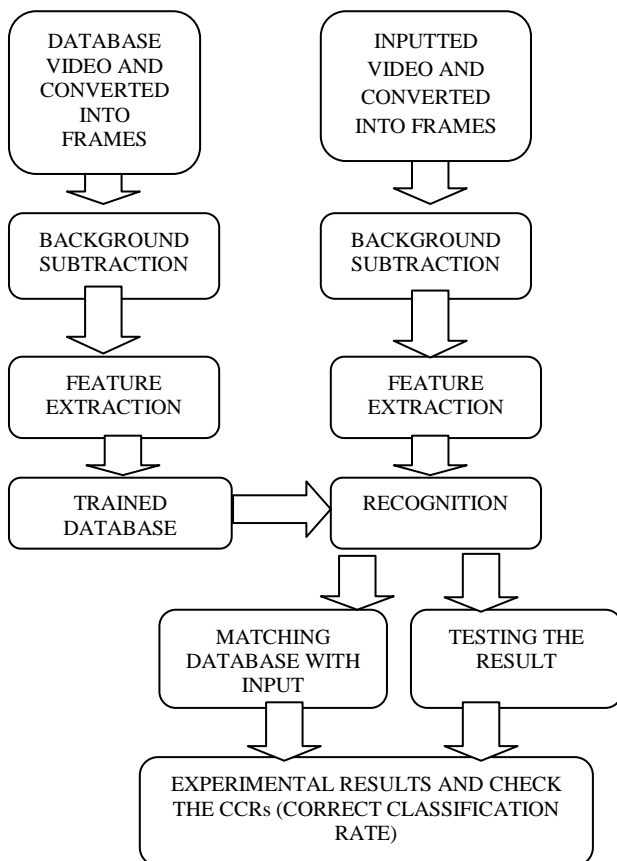 DATABASE
VIDEO AND
CONVERTED
INTO
FRAMES
INPUTTED
VIDEO AND
CONVERTED
INTO FRAMES
BACKGROUND
SUBTRACTION
BACKGROUND
SUBTRACTION
FEATURE
EXTRACTION
FEATURE
EXTRACTION
TRAINED
DATABASE
RECOGNITION
MATCHING
DATABASE WITH
INPUT
TESTING THE
RESULT
EXPERIMENTAL RESULTS AND CHECK
THE CCRs (CORRECT CLASSIFICATION
RATE)